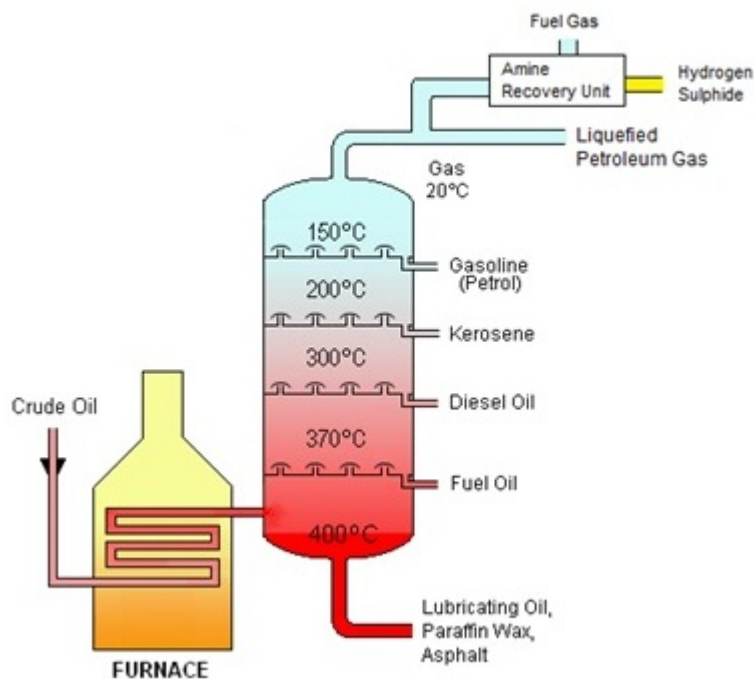 Fuel Gas
Amine
Recovery Unit
Hydrogen
Sulphide
Liquefied
Petroleum Gas
Gas
20°C
150°C
Gasoline
(Petrol)
200°C
Kerosene
300°C
Diesel Oil
Crude Oil
370°C
Fuel Oil
400°C
Lubricating Oil,
Paraffin Wax,
Asphalt
FURNACE